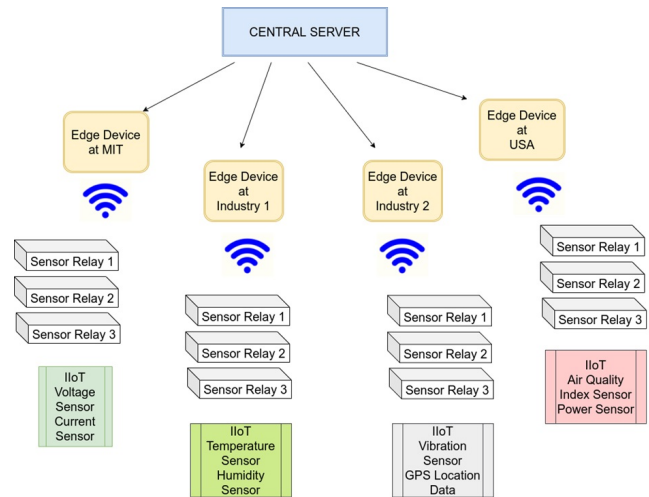 CENTRAL SERVER
Edge Device
at MIT
Edge Device
at
Industry 1
Edge Device
at
Industry 2
Edge Device
at
USA
Sensor Relay 1
Sensor Relay 2
Sensor Relay 3
IIoT
Voltage
Sensor
Current
Sensor
Sensor Relay 1
Sensor Relay 2
Sensor Relay 3
IIoT
Temperature
Sensor
Humidity
Sensor
Sensor Relay 1
Sensor Relay 2
Sensor Relay 3
IIoT
Vibration
Sensor
GPS Location
Data
Sensor Relay 1
Sensor Relay 2
Sensor Relay 3
IIoT
Air Quality
Index Sensor
Power Sensor